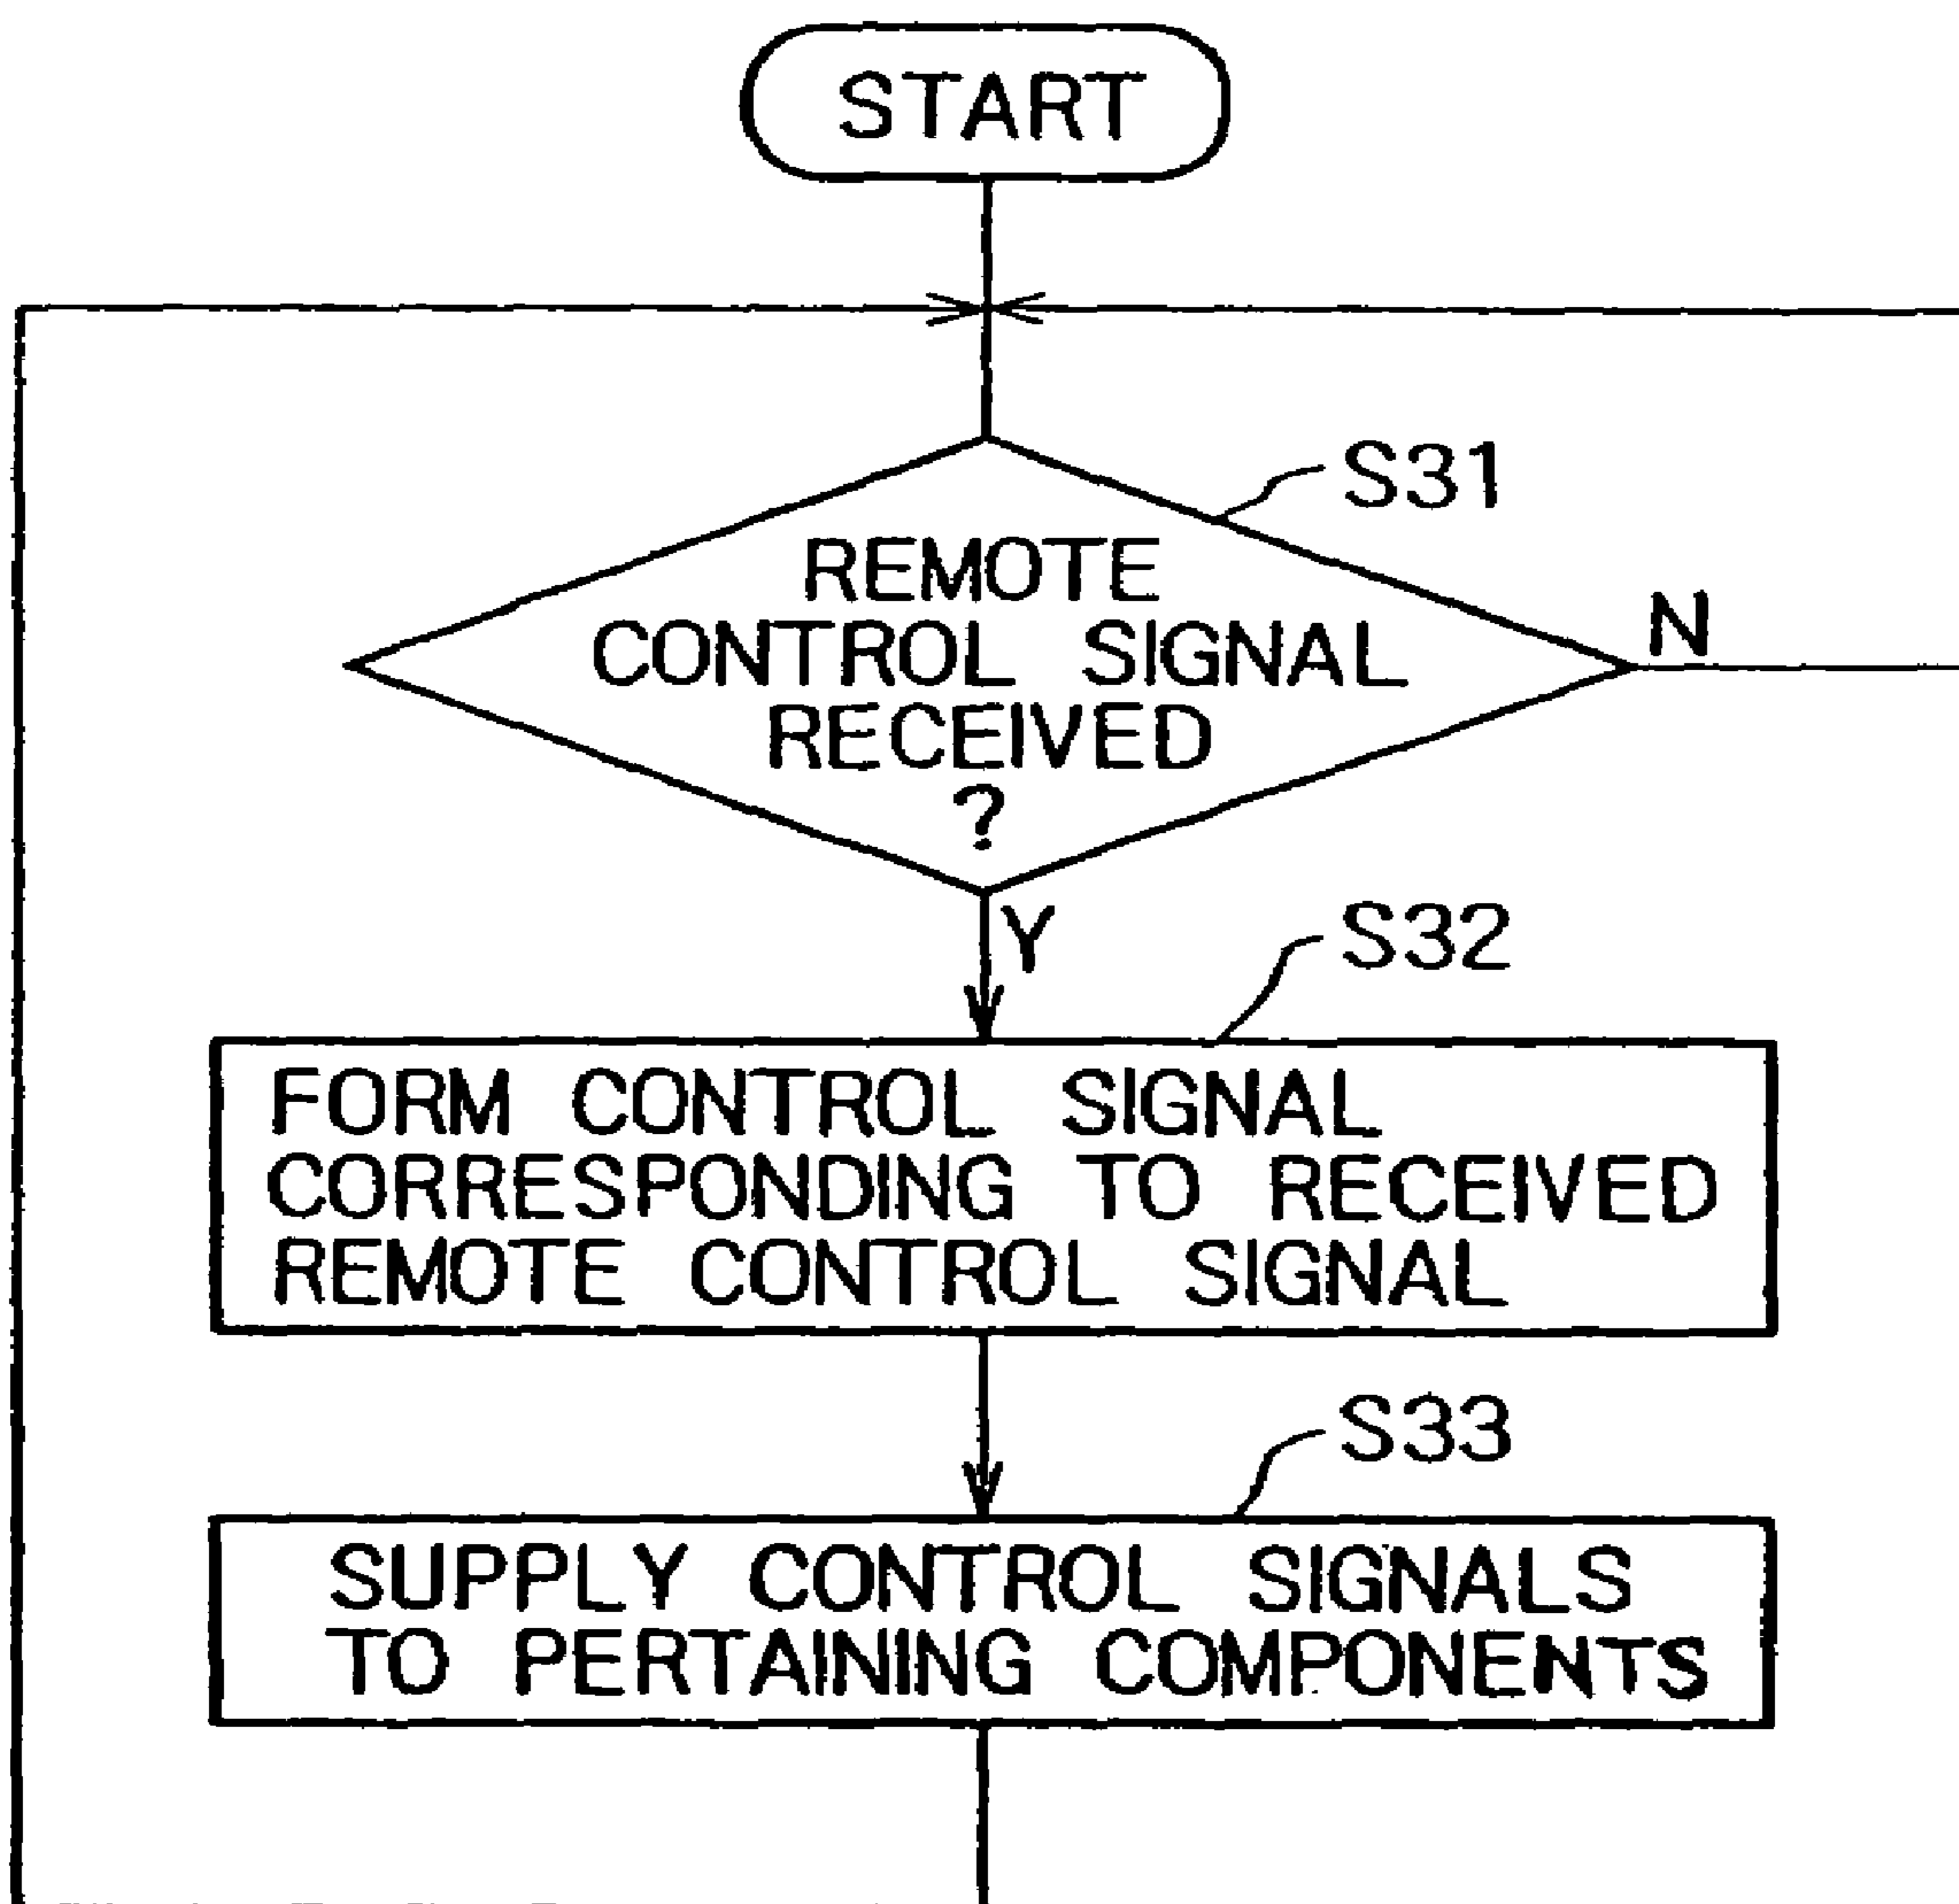 START
S31
REMOTE
CONTROL SIGNAL
RECEIVED
?
N
Y
S32
FORM CONTROL SIGNAL
CORRESPONDING TO RECEIVED
REMOTE CONTROL SIGNAL
S33
SUPPLY CONTROL SIGNALS
TO PERTAINING COMPONENTS